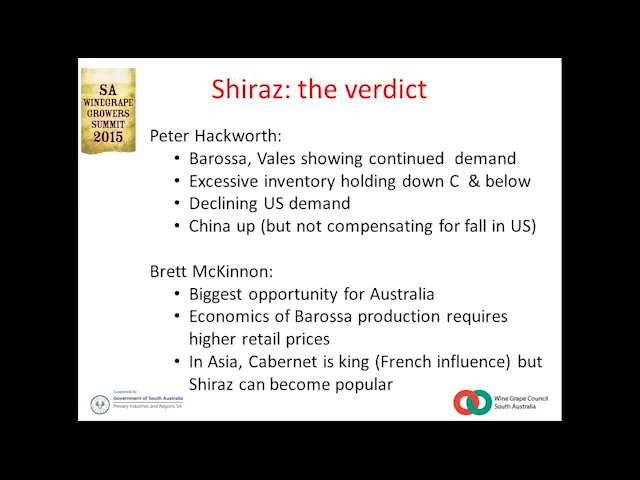 SA
WINEGRAPE
GROWERS
SUMMIT
2015
Shiraz: the verdict
Peter Hackworth:
• Barossa, Vales showing continued demand
• Excessive inventory holding down C & below
• Declining US demand
• China up (but not compensating for fall in US)
Brett McKinnon:
• Biggest opportunity for Australia
• Economics of Barossa production requires
higher retail prices
• In Asia, Cabernet is king (French influence) but
Shiraz can become popular
Supported by
Government of South Australia
Primary Industries and Regions SA
Wine Grape Council
South Australia